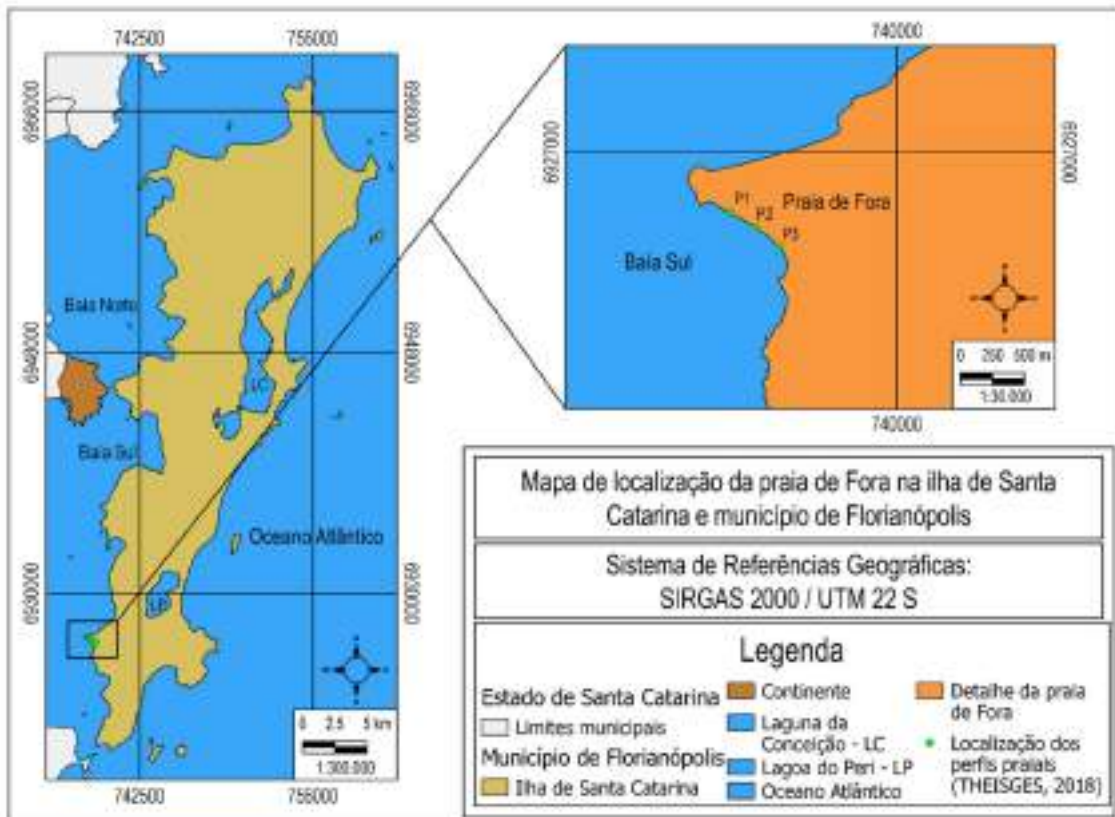 742500 756000
6966000 6966000
Baía Norte
6948000 6948000
LC
Baía Sul
Oceano Atlântico
6930000 6930000
LP
0 2.5 5 km
1:300.000
742500 756000
740000
6927000 6927000
P1
P2
P3
Praia de Fora
Baía Sul
0 250 500 m
1:30.000
740000
Mapa de localização da praia de Fora na ilha de Santa
Catarina e município de Florianópolis
Sistema de Referências Geográficas:
SIRGAS 2000 / UTM 22 S
Legenda
Estado de Santa Catarina
Limites municipais
Município de Florianópolis
Ilha de Santa Catarina
Continente
Laguna da
Conceição - LC
Lagoa do Peri - LP
Oceano Atlântico
Detalhe da praia
de Fora
Localização dos
perfis praiais
(THEISGES, 2018)